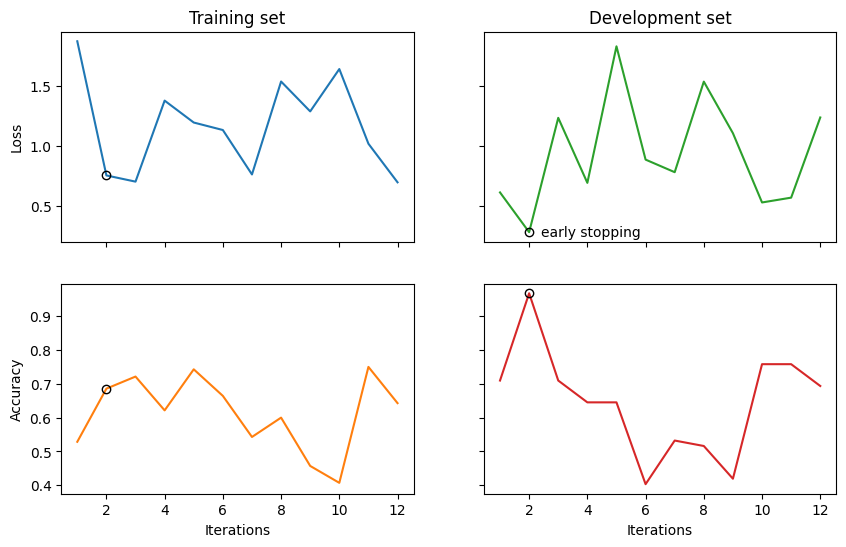 Training set
Development set
Loss
1.5
1.0
0.5
early stopping
Accuracy
0.9
0.8
0.7
0.6
0.5
0.4
2 4 6 8 10 12
2 4 6 8 10 12
Iterations
Iterations